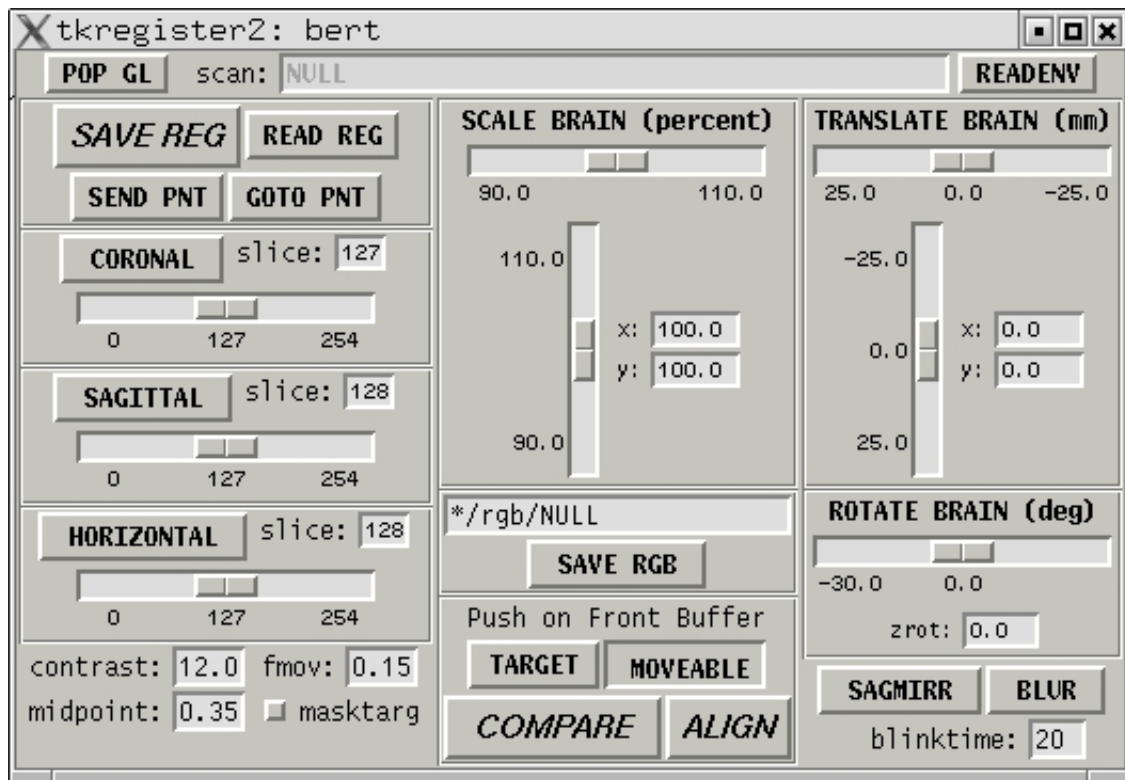 tkregister2: bert
POP GL scan: NULL READENV
SAVE REG READ REG
SEND PNT GOTO PNT
CORONAL slice: 127
0 127 254
SAGITTAL slice: 128
0 127 254
HORIZONTAL slice: 128
0 127 254
contrast: 12.0 fmov: 0.15
midpoint: 0.35 masktarg
SCALE BRAIN (percent)
90.0 110.0
110.0
x: 100.0
y: 100.0
90.0
*/rgb/NULL
SAVE RGB
Push on Front Buffer
TARGET MOVEABLE
COMPARE ALIGN
TRANSLATE BRAIN (mm)
25.0 0.0 -25.0
-25.0
x: 0.0
0.0
y: 0.0
25.0
ROTATE BRAIN (deg)
-30.0 0.0
zrot: 0.0
SAGMIRR BLUR
blinktime: 20